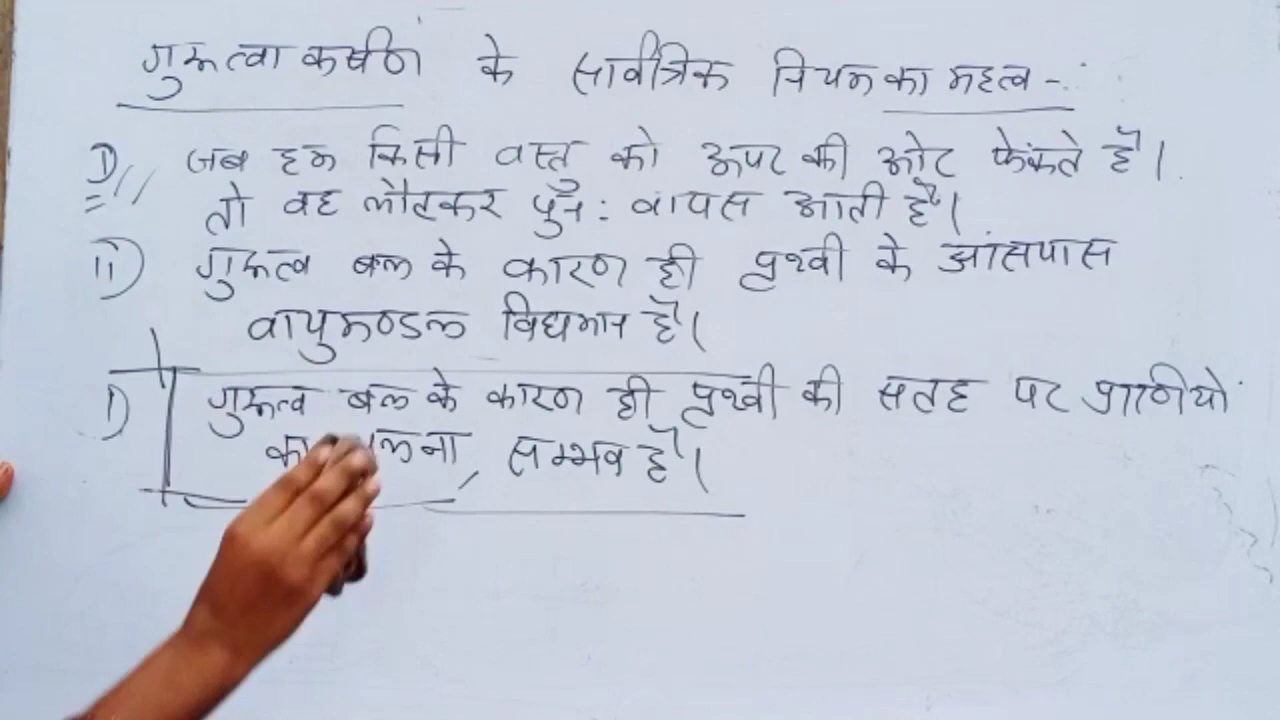 गुरूत्वाकर्षण के सार्वत्रिक नियम का महत्व -:
I) जब हम किसी वस्तु को ऊपर की ओर फेंकते है।
तो वह लौटकर पुन: वापस आती है।
II) गुरूत्व बल के कारण ही पृथ्वी के आंसपास
वायुमण्डल विद्यमान है।
I) गुरूत्व बल के कारण ही पृथ्वी की सतह पर प्राणीयो
सम्भव है।